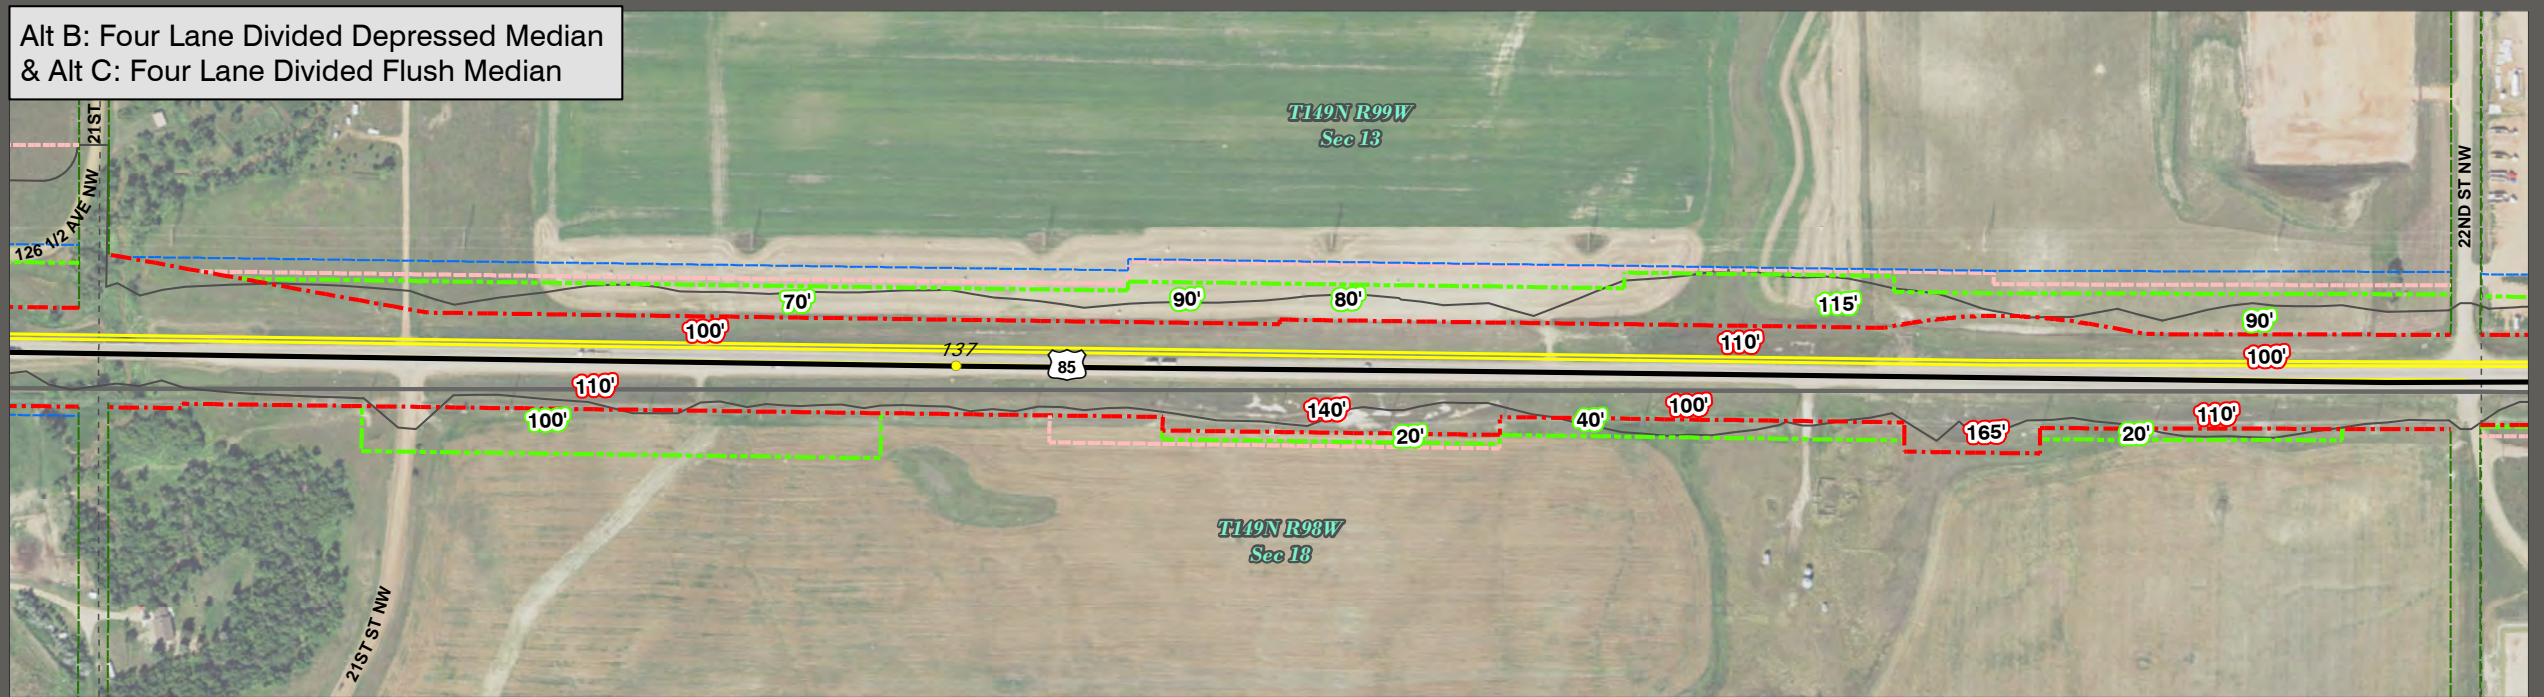 Alt B: Four Lane Divided Depressed Median
& Alt C: Four Lane Divided Flush Median
21ST
T149N R99W
Sec 13
126 1/2 AVE NW
22ND ST NW
70'
90'
80'
115'
90'
100'
110'
100'
137
85
110'
100'
140'
20'
40'
100'
165'
20'
110'
T149N R98W
Sec 18
21ST ST NW